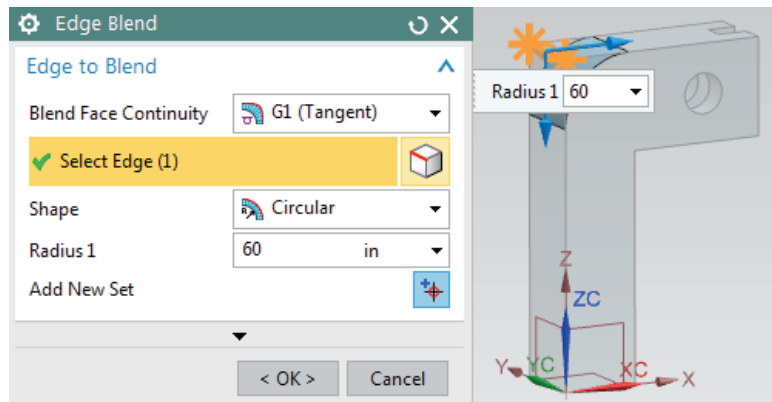 Edge Blend
Edge to Blend
Blend Face Continuity G1 (Tangent)
Select Edge (1)
Shape Circular
Radius 1 60 in
Add New Set
< OK > Cancel
Radius 1 60
Z
ZC
Y YC XC X